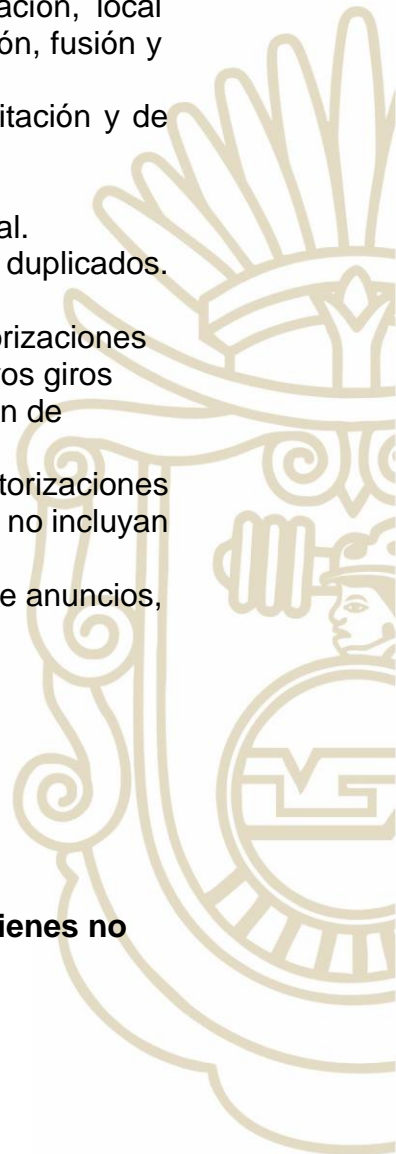 ación, local
ón, fusión y
itación y de
al.
duplicados.
orizaciones
os giros
n de
torizaciones
no incluyan
e anuncios,
ienes no